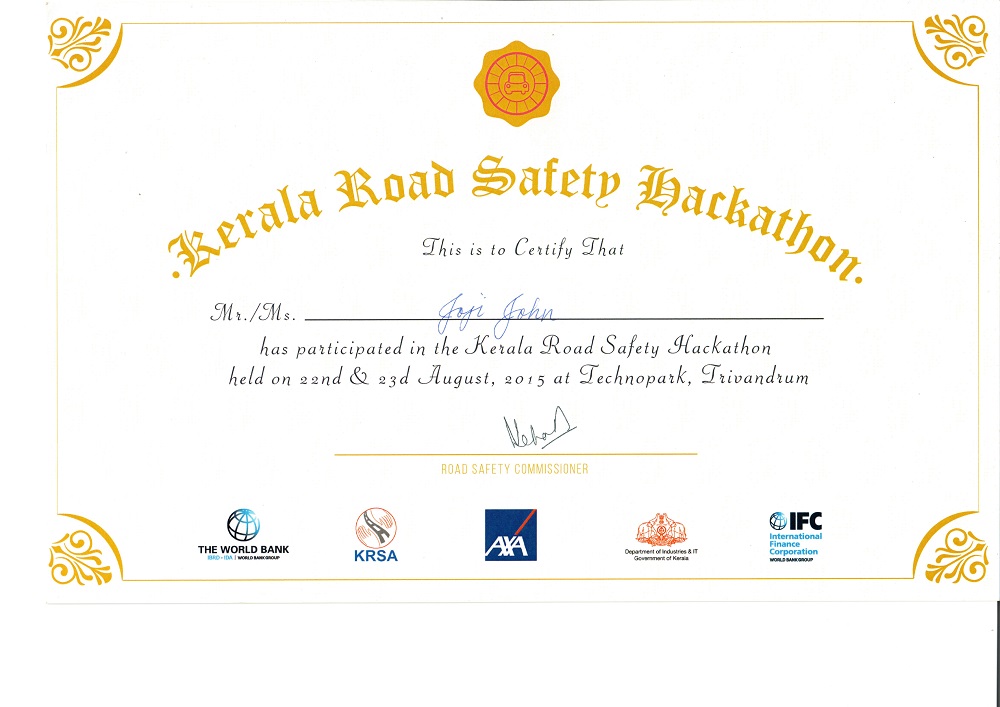 Kerala Road Safety Hackathon
This is to Certify That
Mr./Ms. Joji John
has participated in the Kerala Road Safety Hackathon
held on 22nd & 23d August, 2015 at Technopark, Trivandrum
ROAD SAFETY COMMISSIONER
THE WORLD BANK
IBRD • IDA | WORLD BANK GROUP
KRSA
AXA
Department of Industries & IT
Government of Kerala
IFC
International
Finance
Corporation
WORLD BANK GROUP